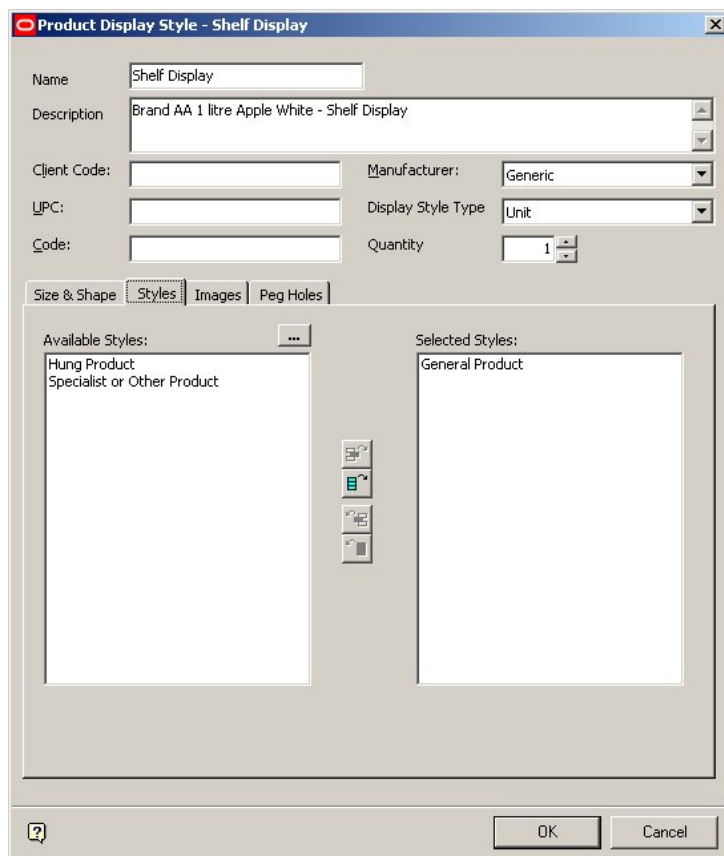 Product Display Style - Shelf Display
Name Shelf Display
Description Brand AA 1 litre Apple White - Shelf Display
Client Code: Manufacturer: Generic
UPC: Display Style Type Unit
Code: Quantity 1
Size & Shape Styles Images Peg Holes
Available Styles: ... Selected Styles:
Hung Product General Product
Specialist or Other Product
OK Cancel